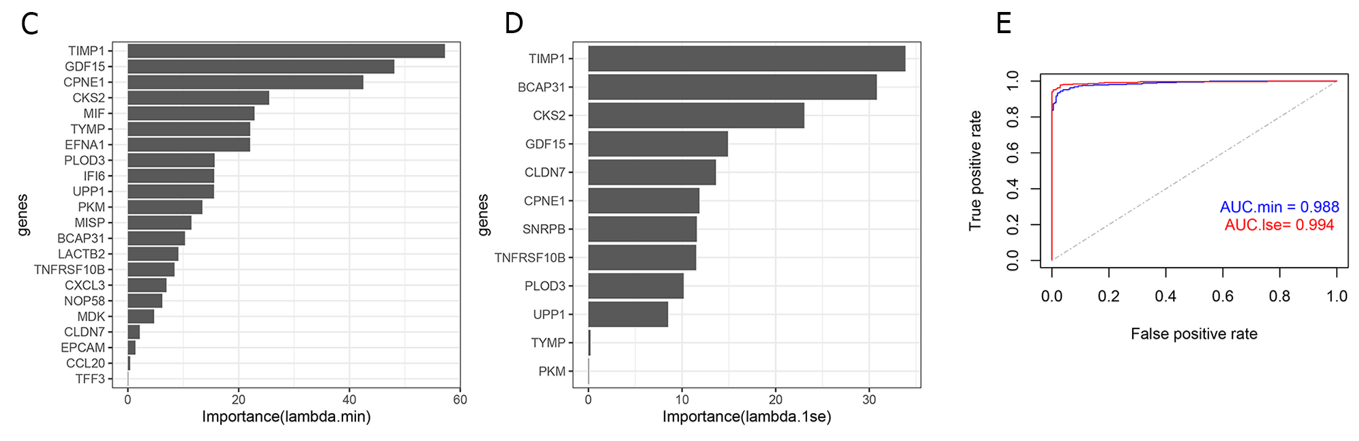 C
genes
TIMP1
GDF15
CPNE1
CKS2
MIF
TYMP
EFNA1
PLOD3
IFI6
UPP1
PKM
MISP
BCAP31
LACTB2
TNFRSF10B
CXCL3
NOP58
MDK
CLDN7
EPCAM
CCL20
TFF3
0 20 40 60
Importance(lambda.min)
D
genes
TIMP1
BCAP31
CKS2
GDF15
CLDN7
CPNE1
SNRPB
TNFRSF10B
PLOD3
UPP1
TYMP
PKM
0 10 20 30
Importance(lambda.1se)
E
True positive rate
1.0
0.8
0.6
0.4
0.2
0.0
AUC.min = 0.988
AUC.lse= 0.994
0.0 0.2 0.4 0.6 0.8 1.0
False positive rate